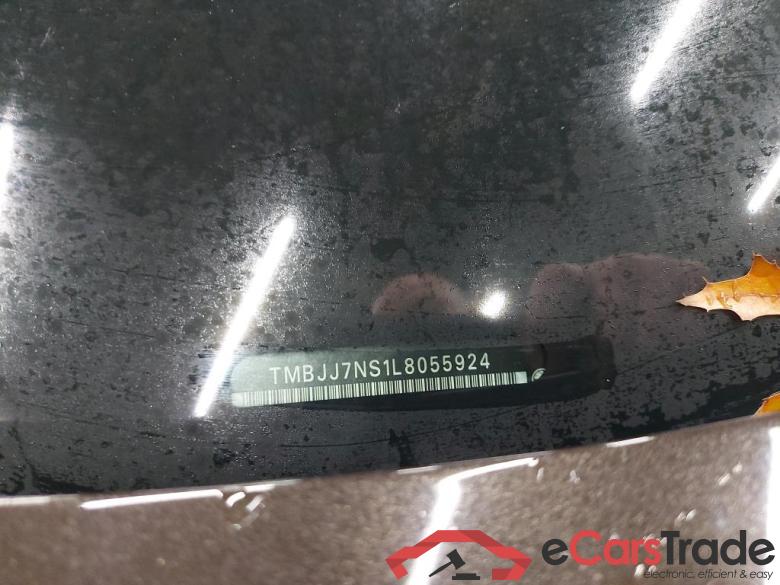 TMBJJ7NS1L8055924
eCarsTrade
electronic, efficient & easy